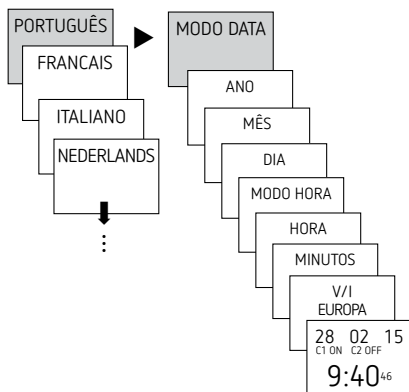 PORTUGUÊS
FRANCAIS
ITALIANO
NEDERLANDS
MODO DATA
ANO
MÊS
DIA
MODO HORA
HORA
MINUTOS
V/I
EUROPA
28 02 15
C1 ON C2 OFF
9:40 46